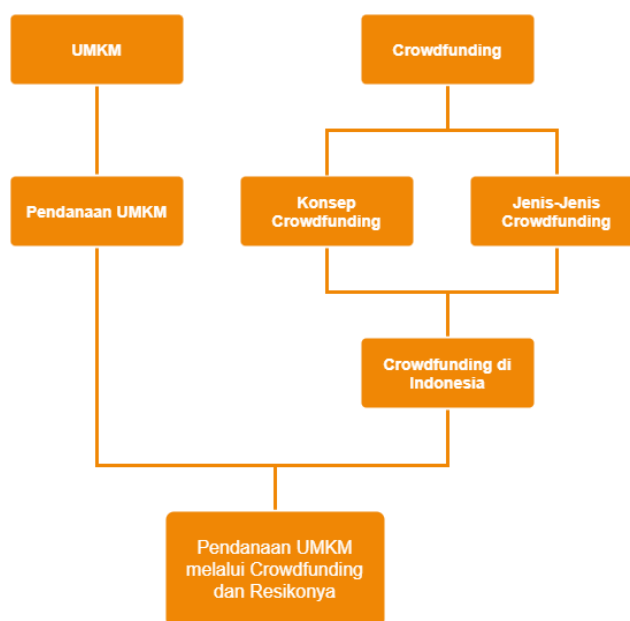 UMKM
Crowdfunding
Pendanaan UMKM
Konsep
Crowdfunding
Jenis-Jenis
Crowdfunding
Crowdfunding di
Indonesia
Pendanaan UMKM
melalui Crowdfunding
dan Resikonya